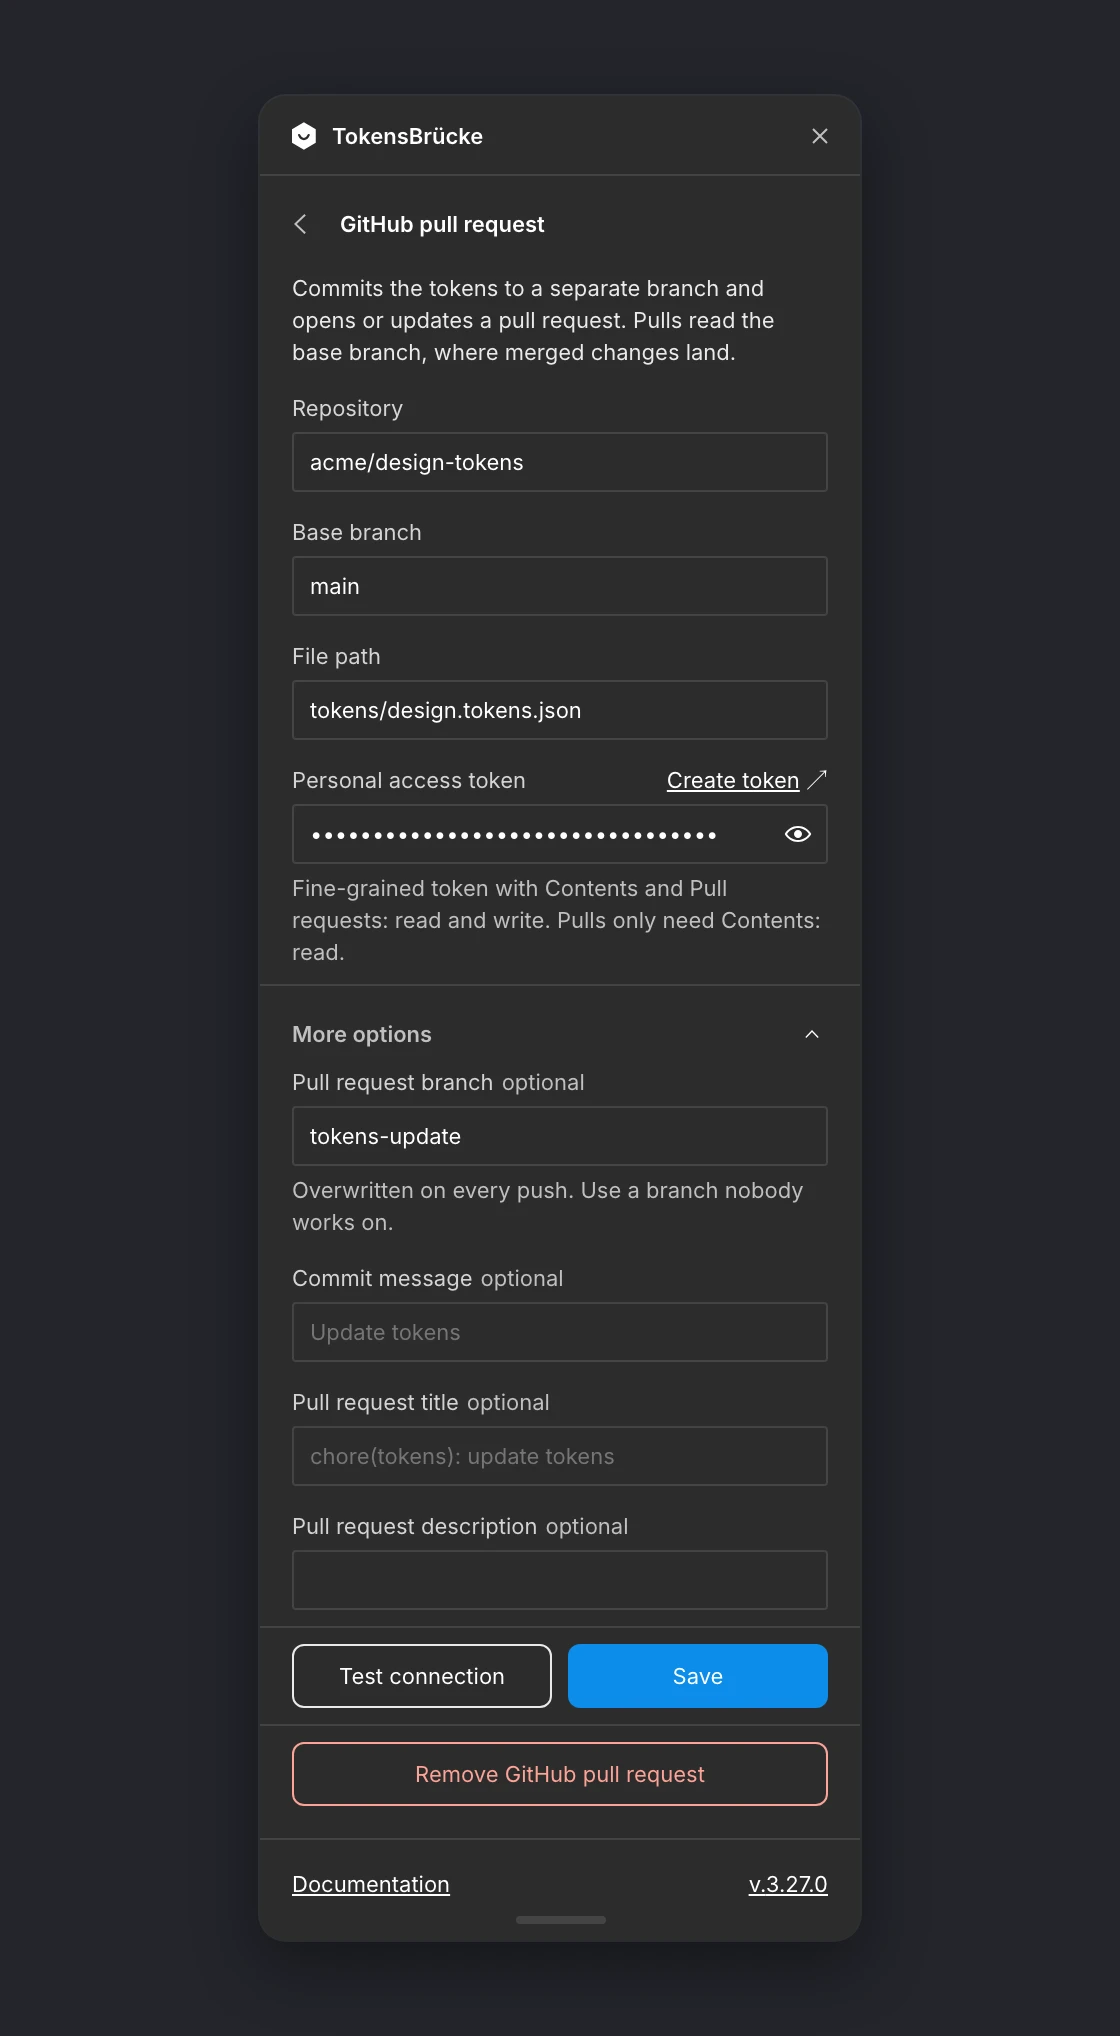 TokensBrücke
GitHub pull request
Commits the tokens to a separate branch and
opens or updates a pull request. Pulls read the
base branch, where merged changes land.
Repository
acme/design-tokens
Base branch
main
File path
tokens/design.tokens.json
Personal access token Create token
••••••••••••••••••••••••••••••••••
Fine-grained token with Contents and Pull
requests: read and write. Pulls only need Contents:
read.
More options
Pull request branch optional
tokens-update
Overwritten on every push. Use a branch nobody
works on.
Commit message optional
Update tokens
Pull request title optional
chore(tokens): update tokens
Pull request description optional
Test connection Save
Remove GitHub pull request
Documentation v.3.27.0